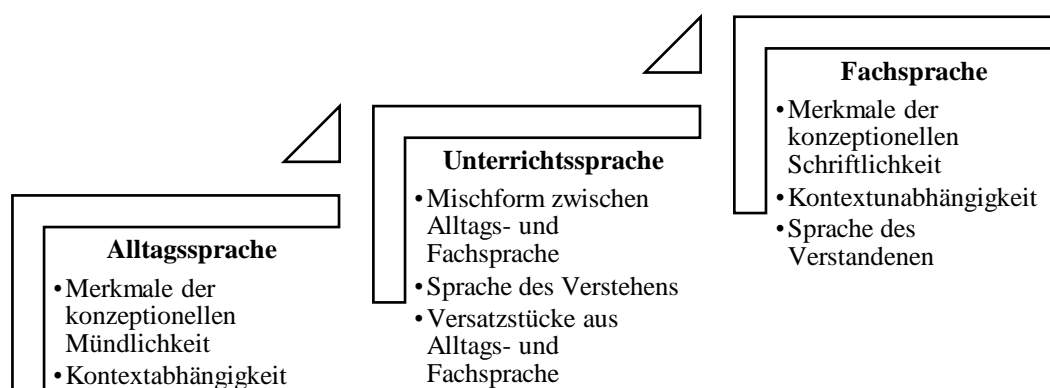 Alltagssprache
•Merkmale der
konzeptionellen
Mündlichkeit
•Kontextabhängigkeit
Unterrichtssprache
•Mischform zwischen
Alltags- und
Fachsprache
•Sprache des Verstehens
•Versatzstücke aus
Alltags- und
Fachsprache
Fachsprache
•Merkmale der
konzeptionellen
Schriftlichkeit
•Kontextunabhängigkeit
•Sprache des
Verstandenen